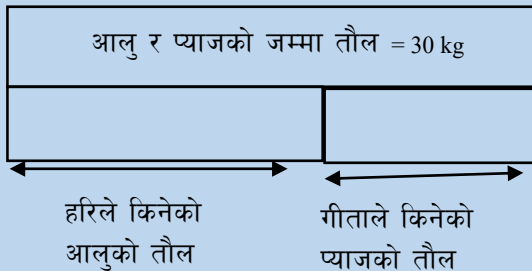 आलु र प्याजको जम्मा तौल = 30 kg
हरिले किनेको
आलुको तौल
गीताले किनेको
प्याजको तौल